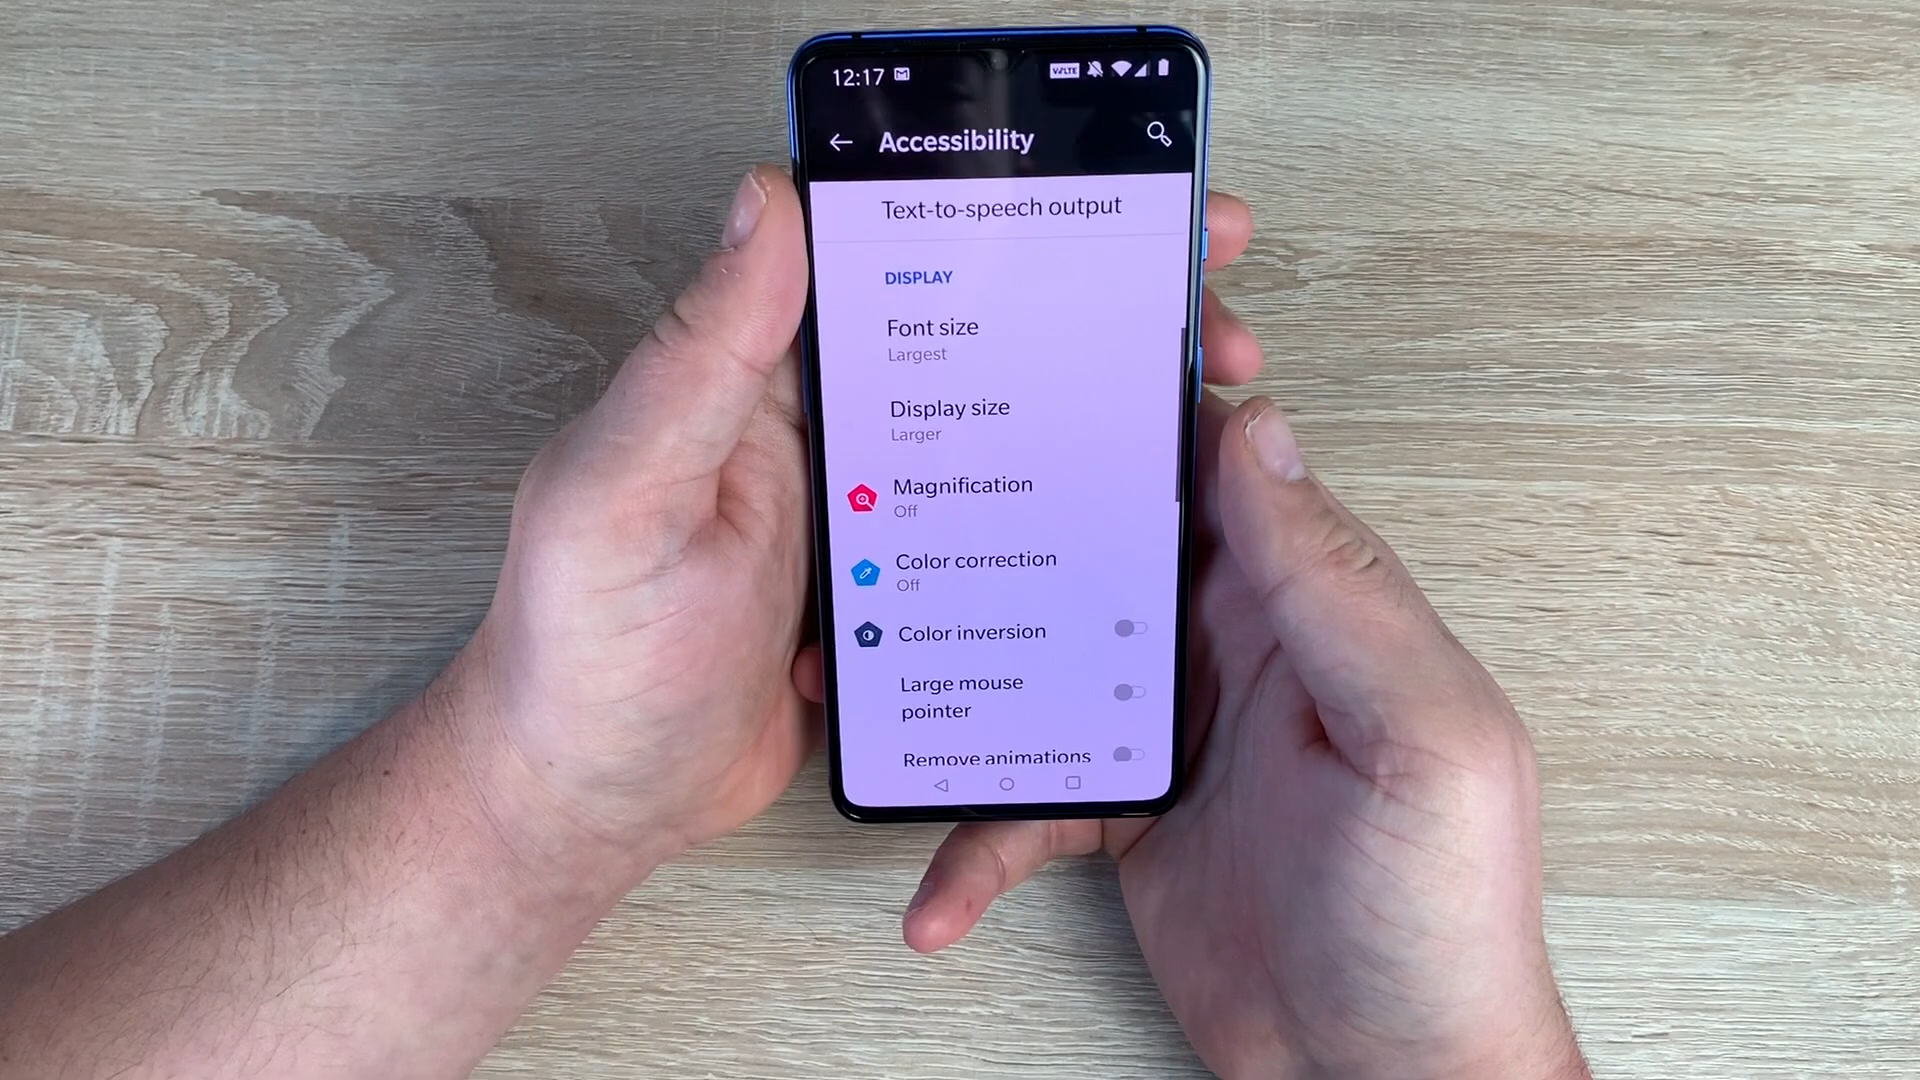 12:17
VoLTE
Accessibility
Text-to-speech output
DISPLAY
Font size
Largest
Display size
Larger
Magnification
Off
Color correction
Off
Color inversion
Large mouse
pointer
Remove animations